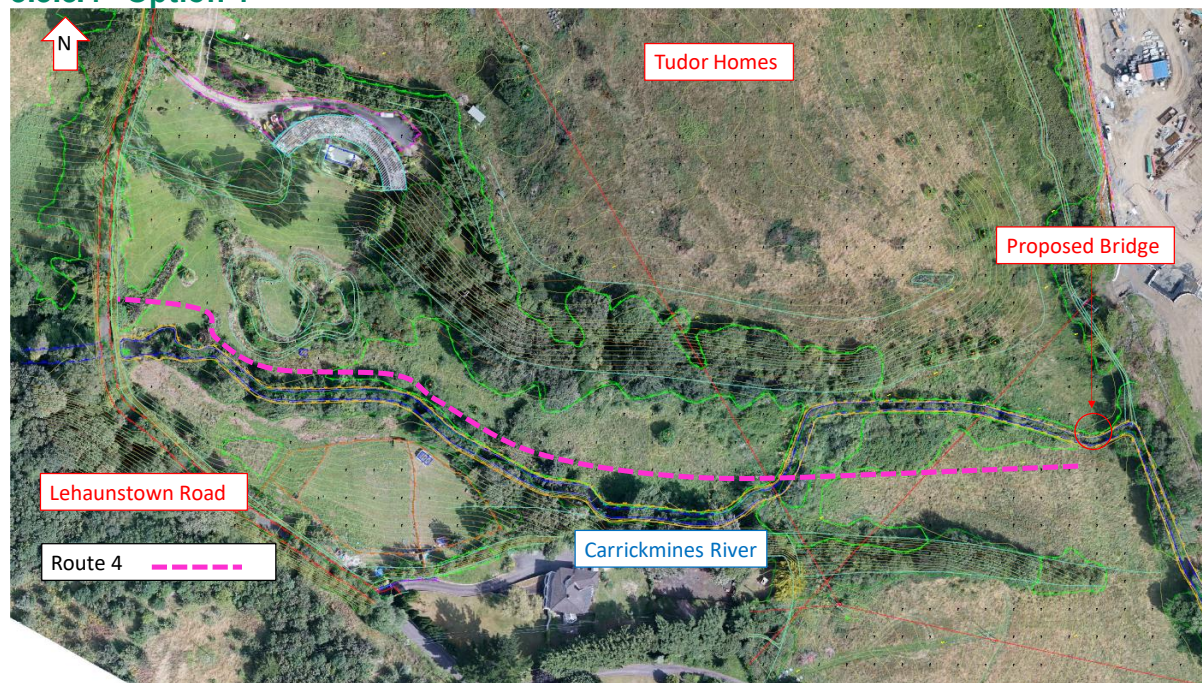 N
Tudor Homes
Proposed Bridge
Lehaunstown Road
Carrickmines River
Route 4